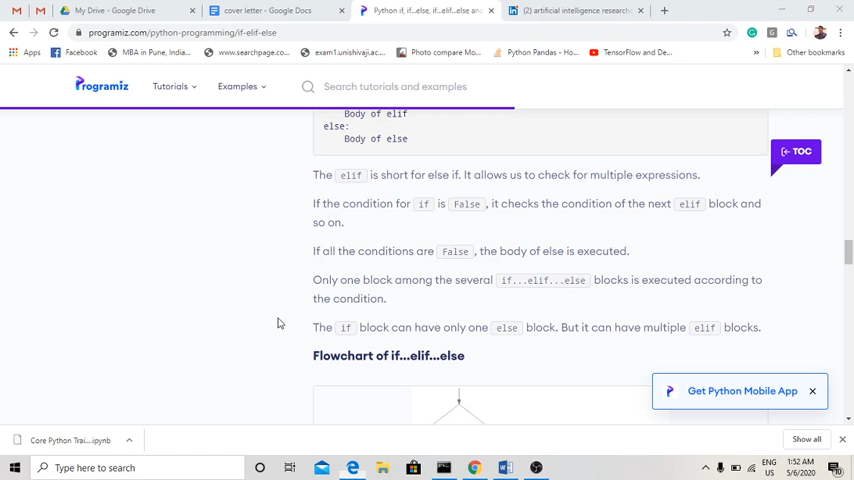 My Drive - Google Drive
cover letter - Google Docs
Python if, if...else, if...elif...else and
(2) artificial intelligence research
programiz.com/python-programming/if-elif-else
Apps
Facebook
MBA in Pune, India...
www.searchpage.co...
exam1.unishivaji.ac...
Photo compare Mo...
Python Pandas - Ho...
TensorFlow and De...
Other bookmarks
Programiz
Tutorials
Examples
Search tutorials and examples
Body of elif
else:
Body of else
TOC
The elif is short for else if. It allows us to check for multiple expressions.
If the condition for if is False, it checks the condition of the next elif block and
so on.
If all the conditions are False, the body of else is executed.
Only one block among the several if...elif...else blocks is executed according to
the condition.
The if block can have only one else block. But it can have multiple elif blocks.
Flowchart of if...elif...else
Get Python Mobile App
Core Python Trai....ipynb
Show all
Type here to search
ENG
US
1:52 AM
5/6/2020